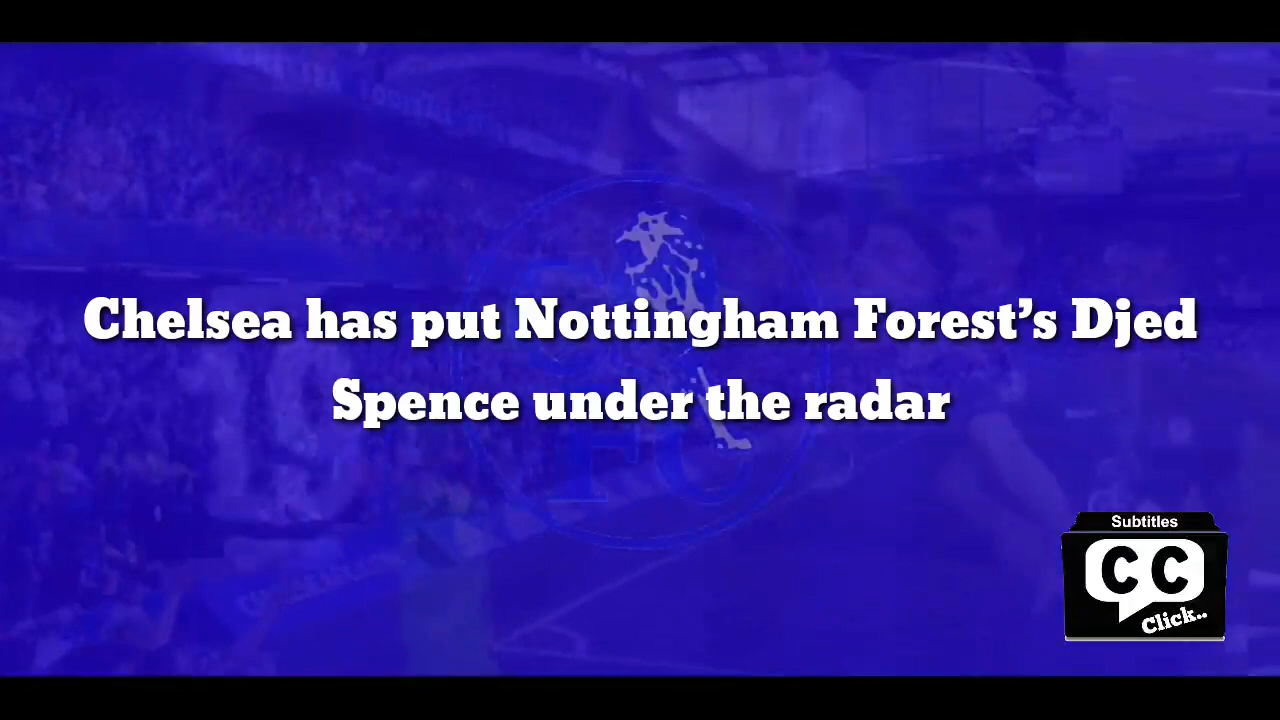 Chelsea has put Nottingham Forest’s Djed
Spence under the radar
Subtitles
CC
Click..